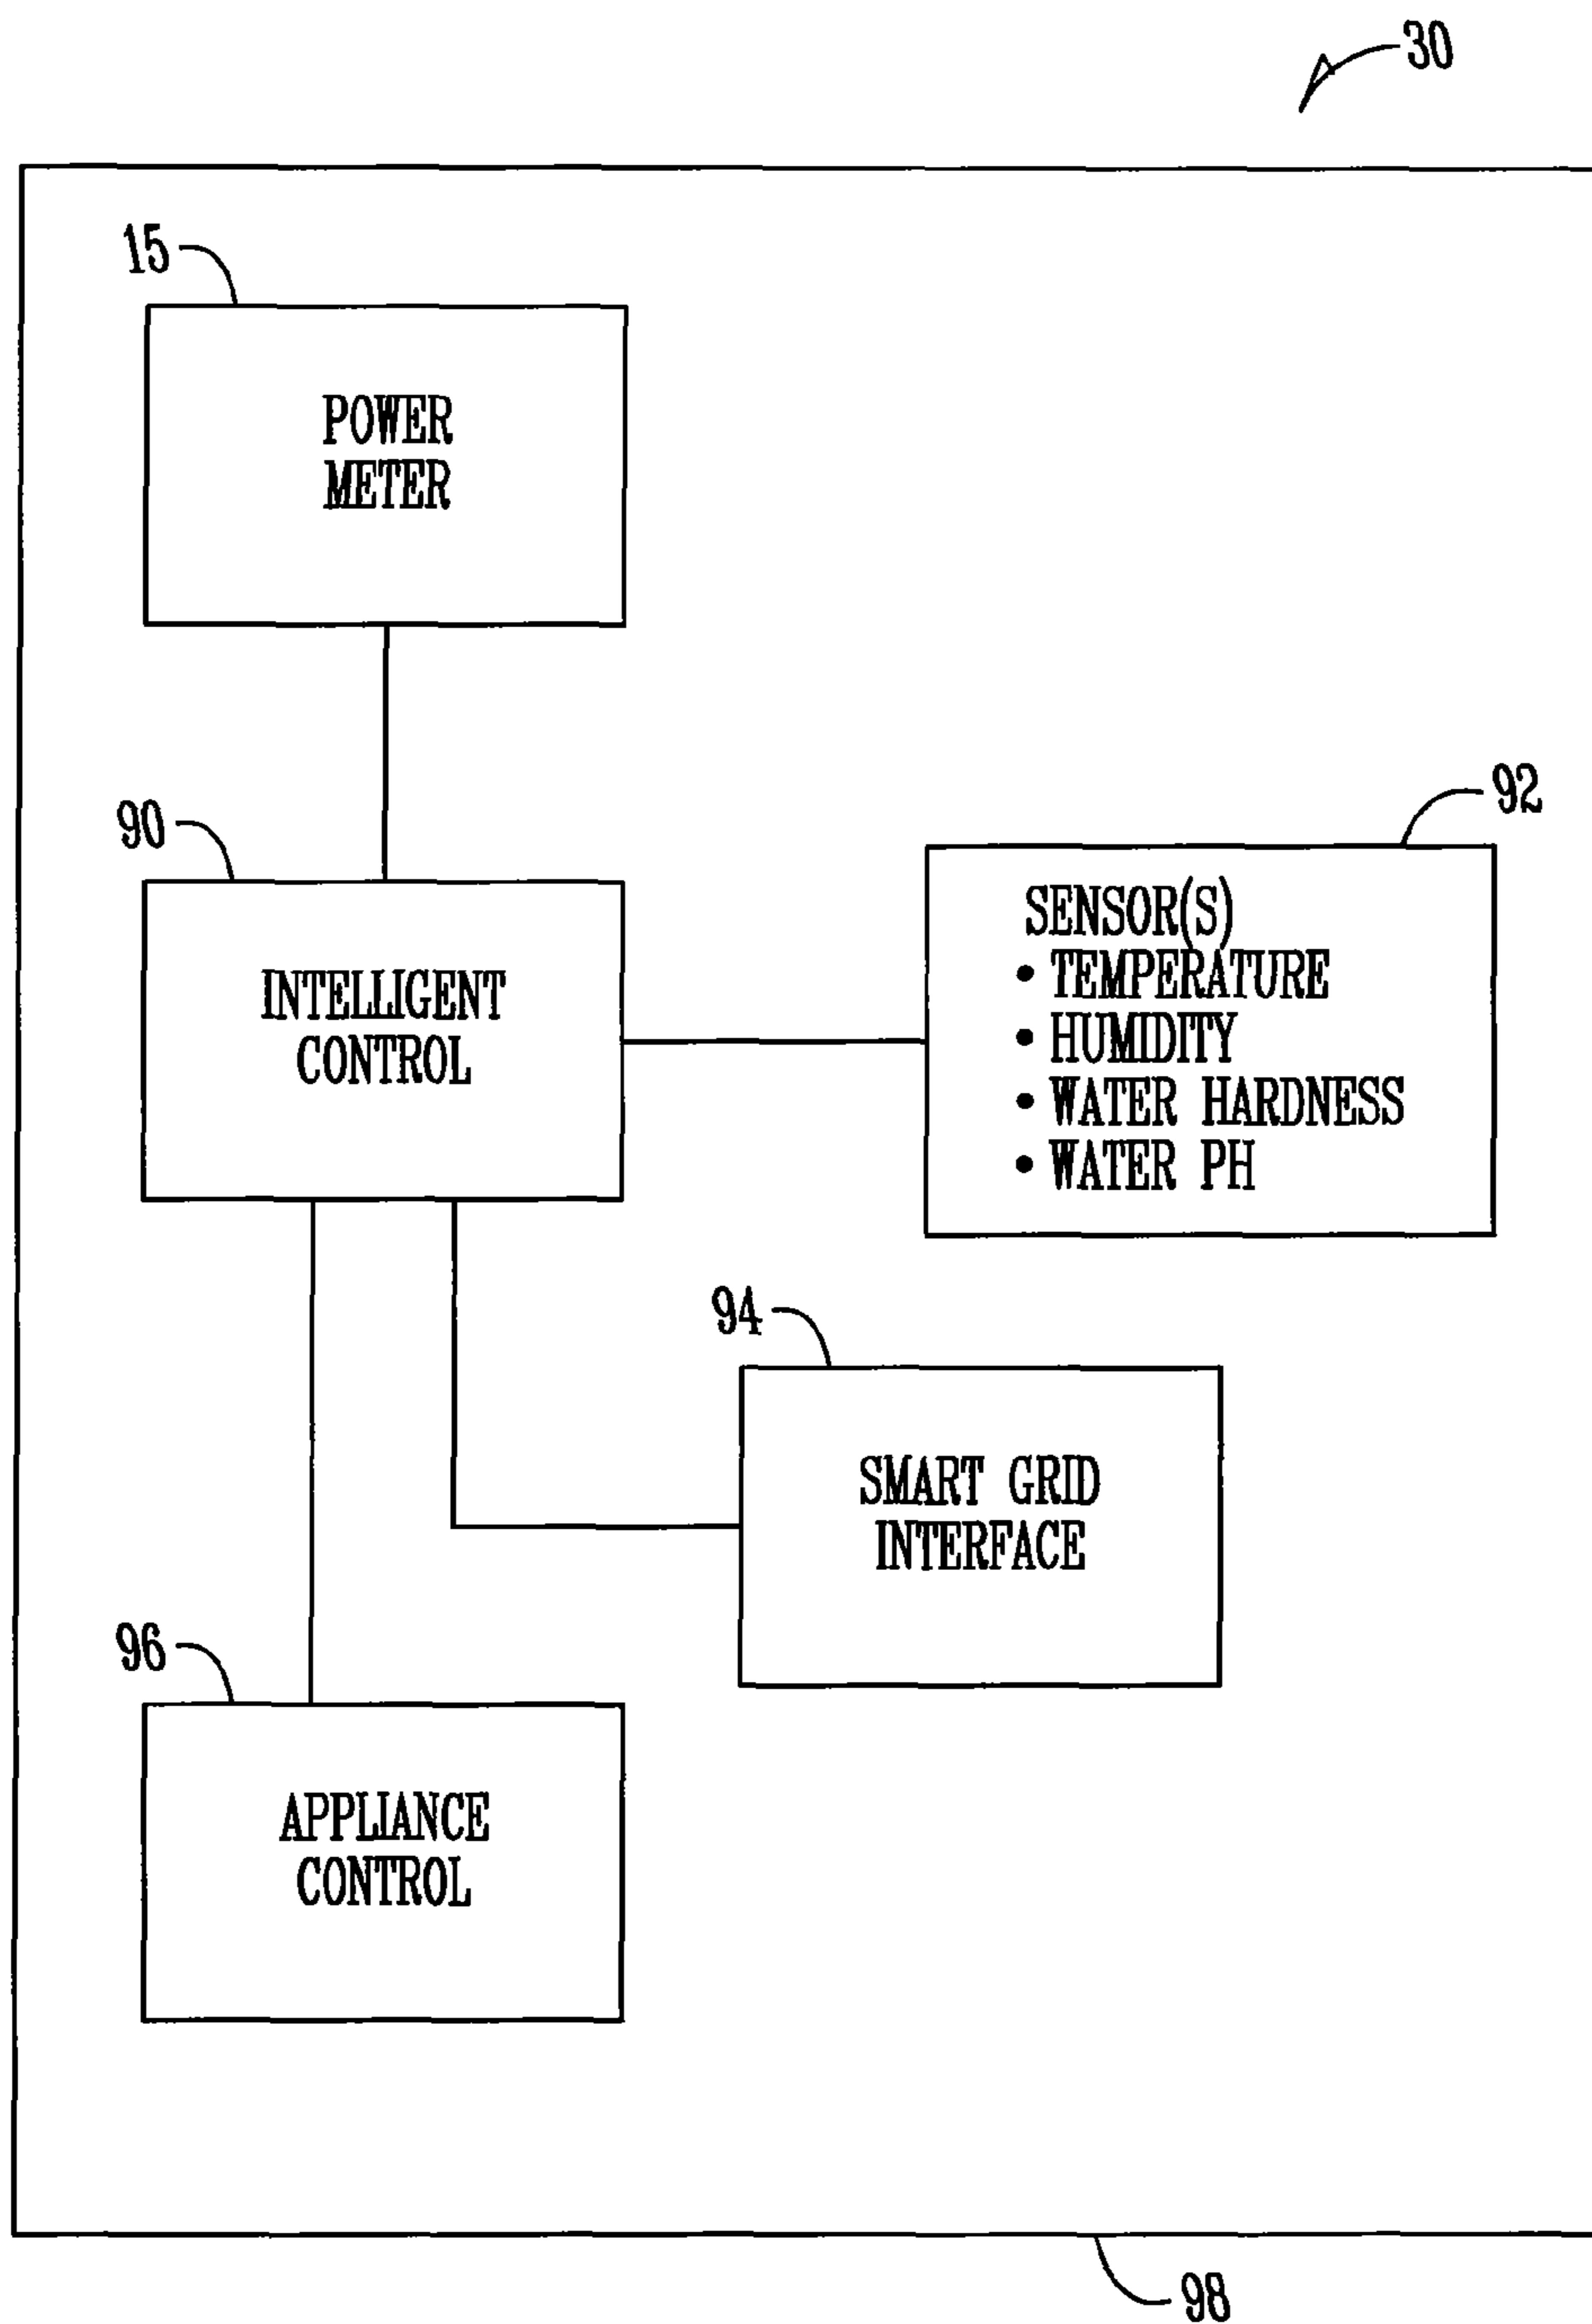 30
15
POWER
METER
90
INTELLIGENT
CONTROL
92
SENSOR(S)
• TEMPERATURE
• HUMIDITY
• WATER HARDNESS
• WATER PH
94
SMART GRID
INTERFACE
96
APPLIANCE
CONTROL
98